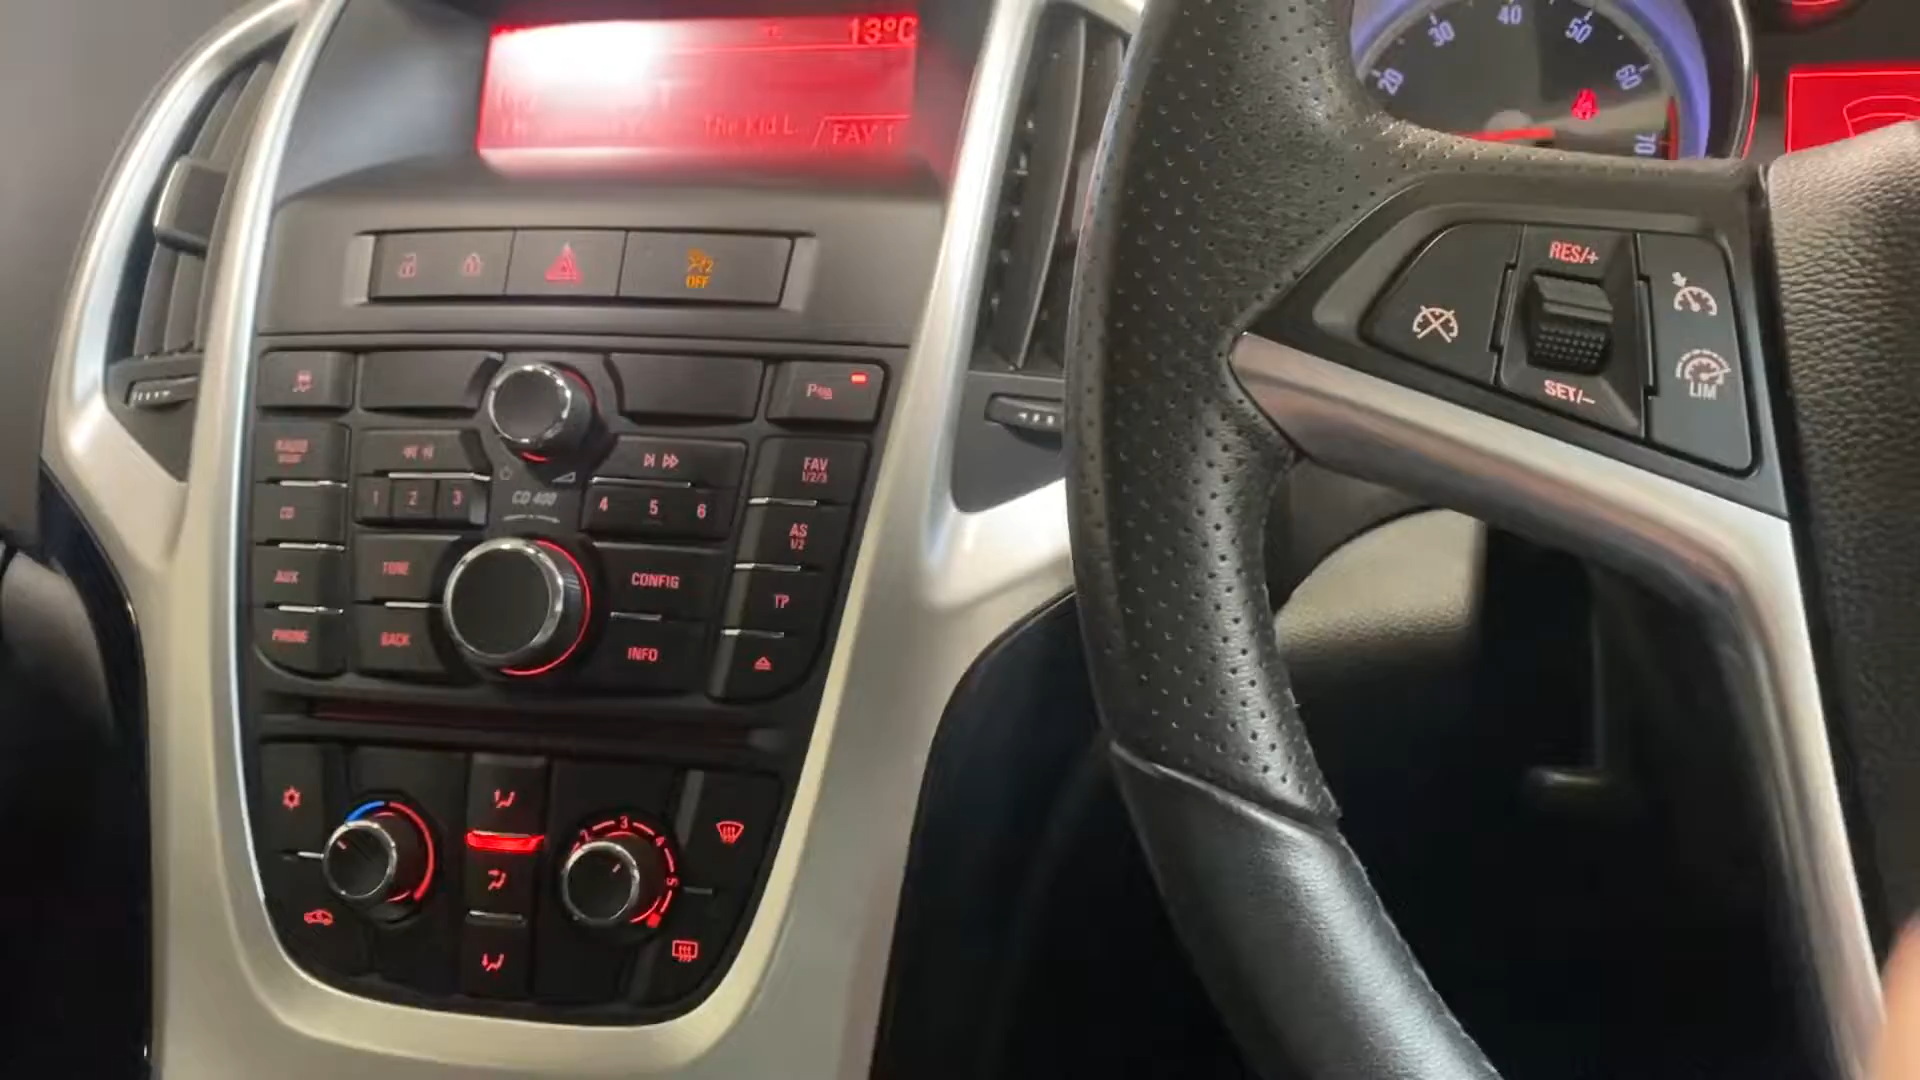 13°C
The Kid L.. FAV 1
OFF
RADIO
CD
AUX
PHONE
1 2 3
CD 400
4 5 6
TONE
BACK
CONFIG
INFO
FAV
1/2/3
AS
1/2
TP
2 3 4 5
20 30 40 50 60 70
RES/+
SET/-
LIM